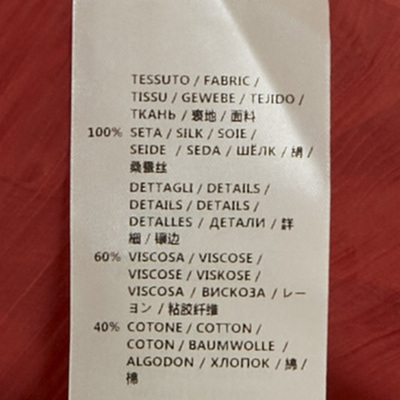 TESSUTO / FABRIC /
TISSU / GEWEBE / TEJIDO /
ТКАНЬ / 裏地 / 面料
100% SETA / SILK / SOIE /
SEIDE / SEDA / ШЁЛК / 絹 /
桑蚕丝
DETTAGLI / DETAILS /
DETAILS / DETAILS /
DETALLES / ДЕТАЛИ / 詳
細 / 镶边
60% VISCOSA / VISCOSE /
VISCOSE / VISKOSE /
VISCOSA / ВИСКОЗА / レー
ヨン / 粘胶纤维
40% COTONE / COTTON /
COTON / BAUMWOLLE /
ALGODON / ХЛОПОК / 綿 /
棉